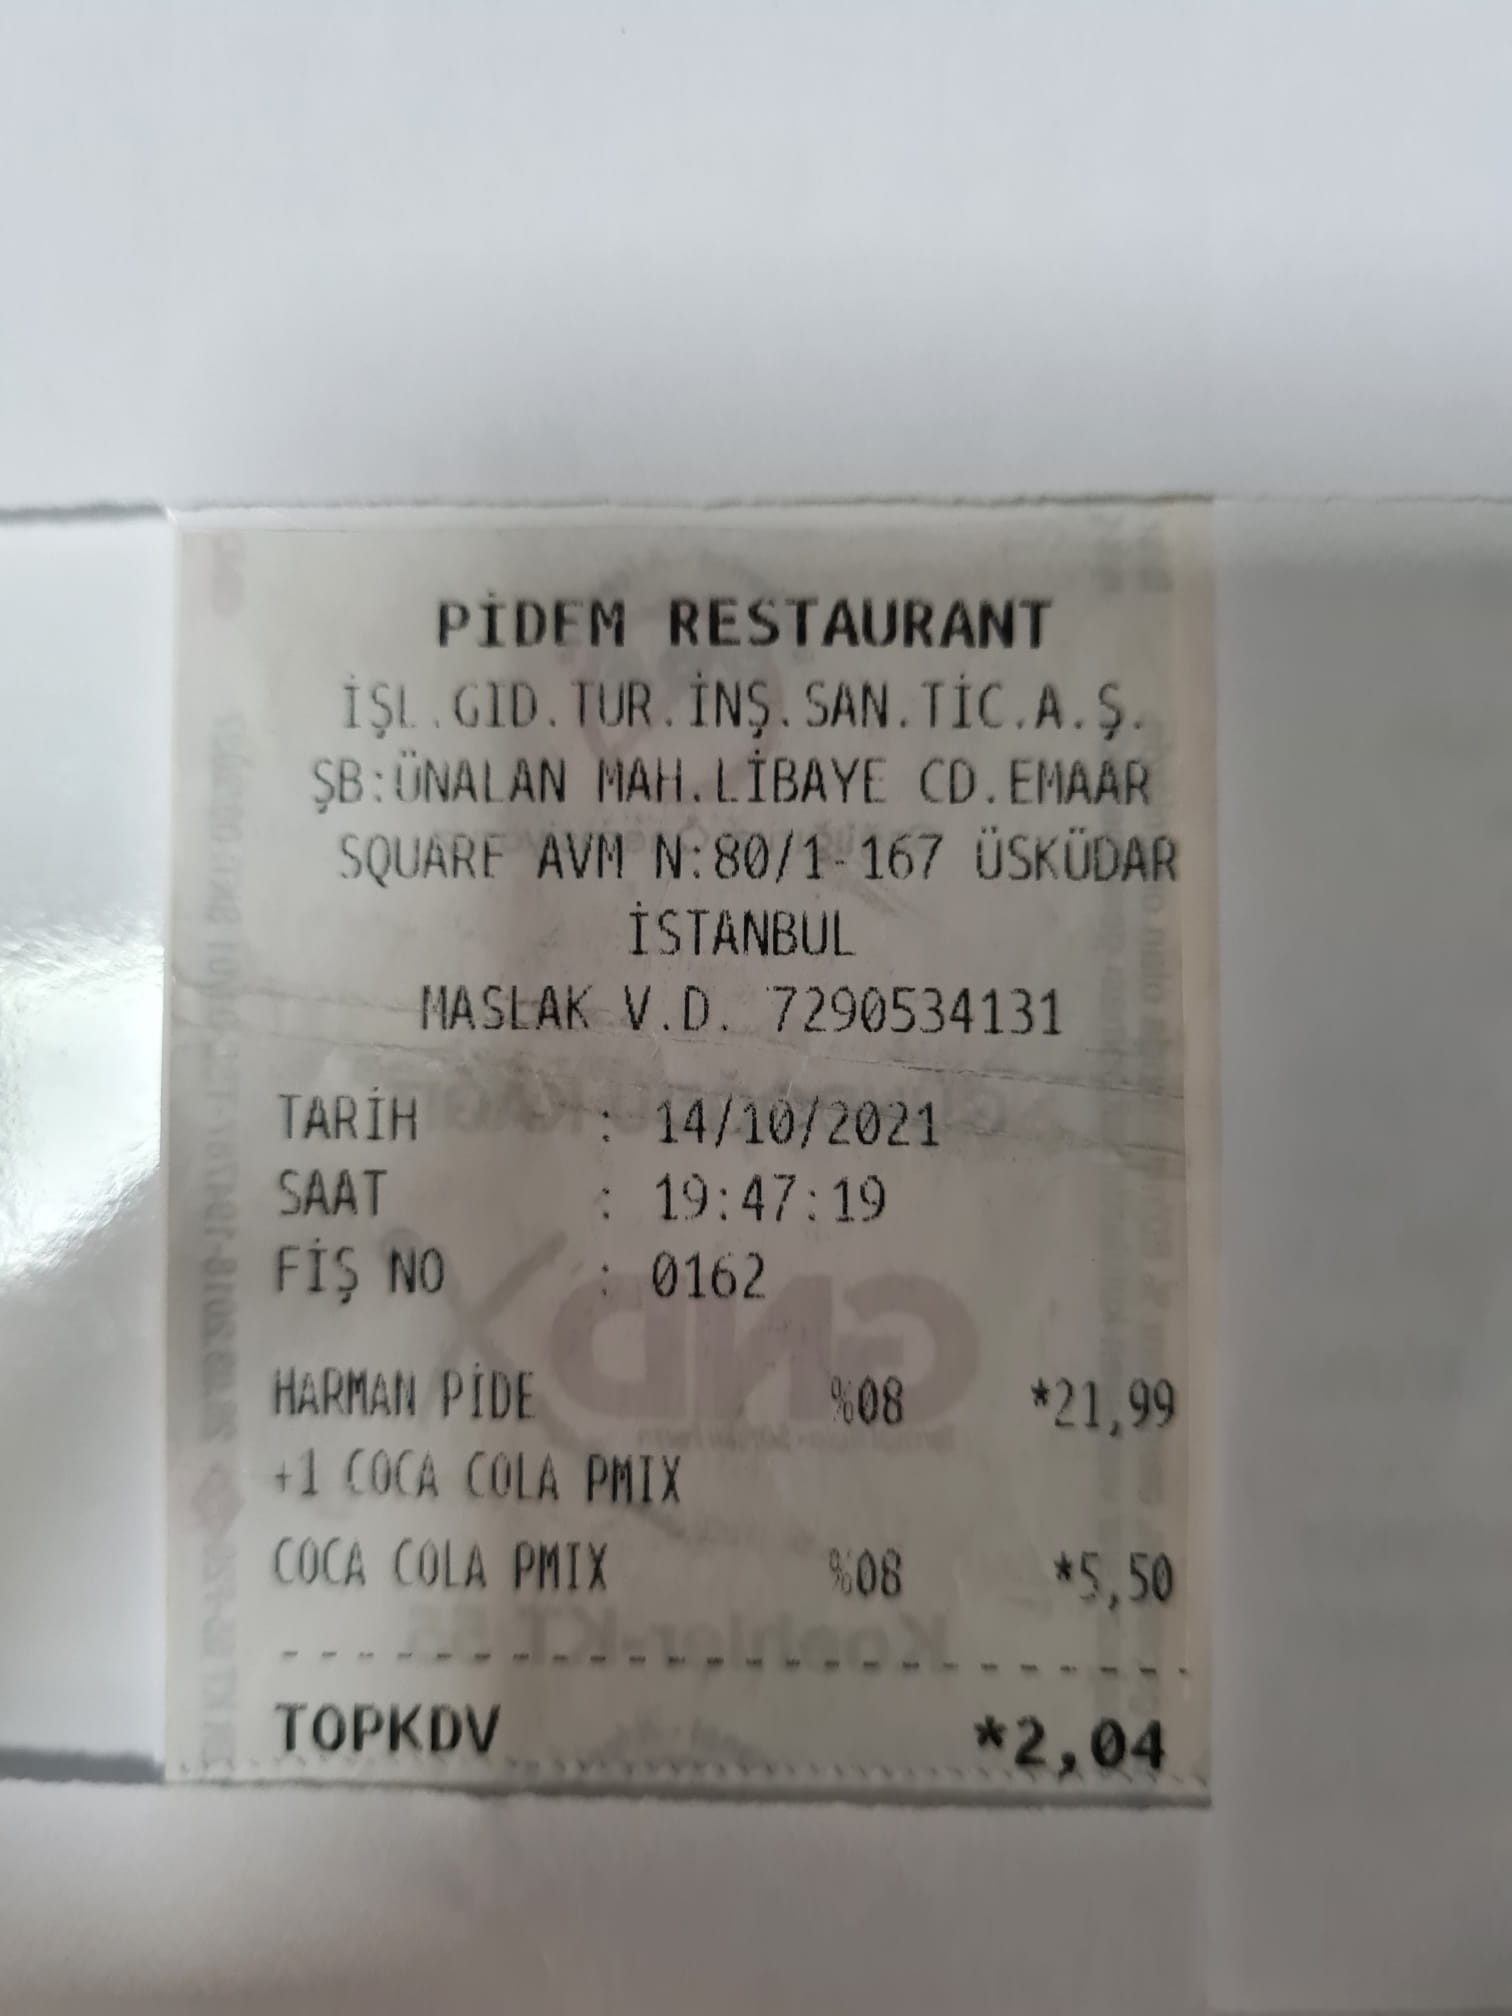 PİDEM RESTAURANT
İŞL.GID.TUR.İNŞ.SAN.TİC.A.Ş.
ŞB:ÜNALAN MAH.LİBAYE CD.EMAAR
SQUARE AVM N:80/1-167 ÜSKÜDAR
İSTANBUL
MASLAK V.D. 7290534131
TARİH : 14/10/2021
SAAT : 19:47:19
FİŞ NO : 0162
HARMAN PİDE %08 *21,99
+1 COCA COLA PMIX
COCA COLA PMIX %08 *5,50
TOPKDV *2,04